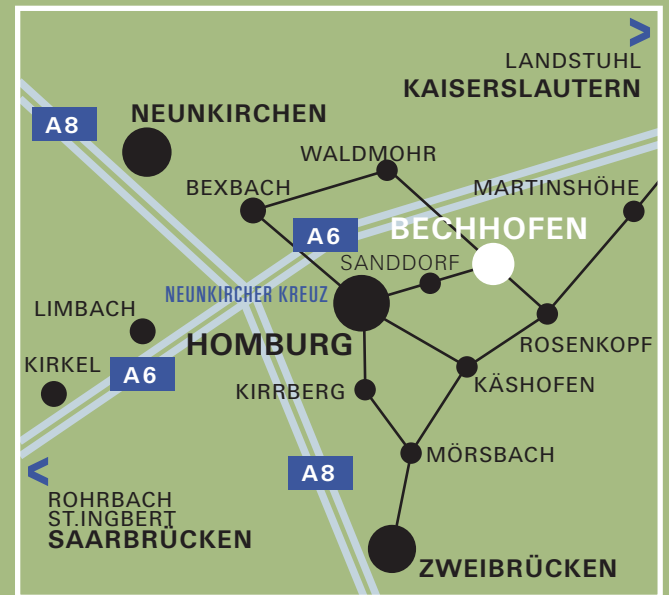 >
LANDSTUHL
KAISERSLAUTERN
NEUNKIRCHEN
A8
WALDMOHR
BEXBACH
MARTINSHÖHE
A6
BECHHOFEN
SANDDORF
NEUNKIRCHER KREUZ
LIMBACH
HOMBURG
ROSENKOPF
KIRKEL
A6
KIRRBERG
KÄSHOFEN
MÖRSBACH
<
A8
ROHRBACH
ST.INGBERT
SAARBRÜCKEN
ZWEIBRÜCKEN